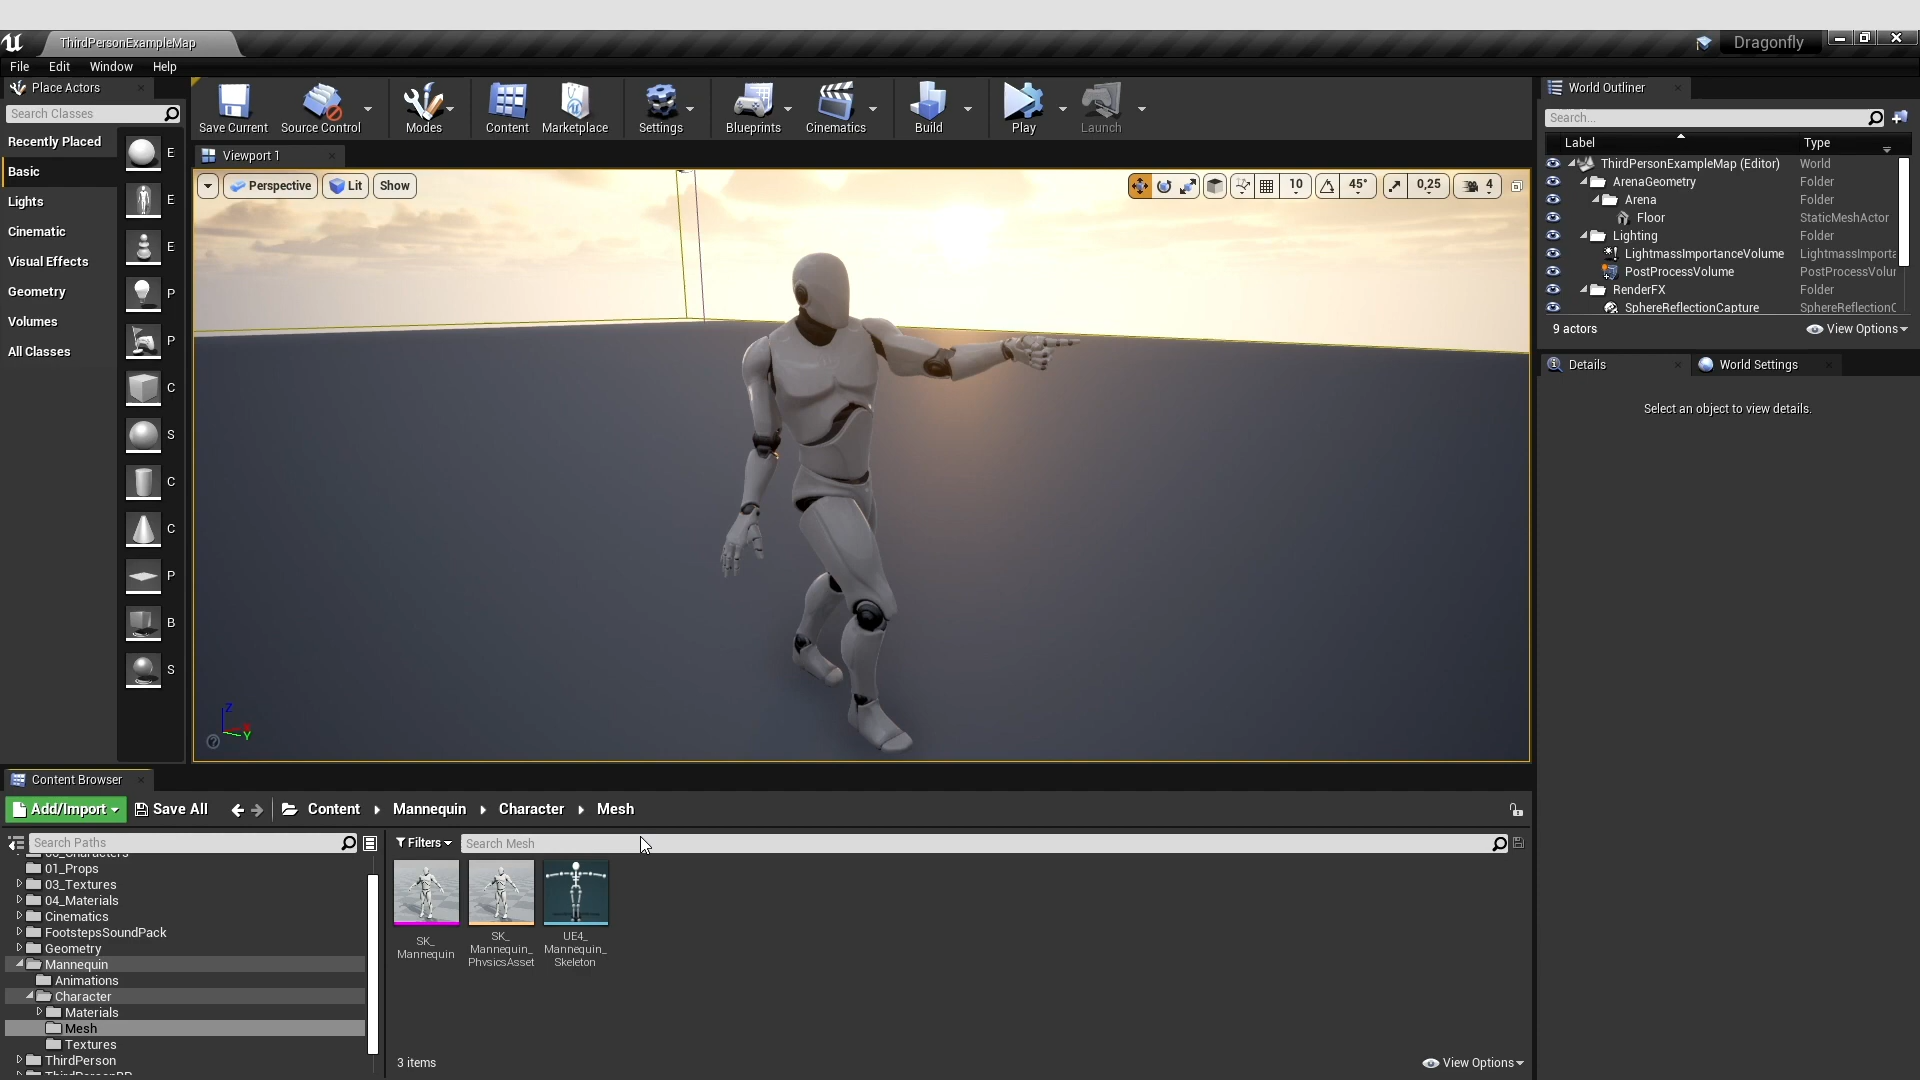 ThirdPersonExampleMap
Dragonfly
File Edit Window Help
Place Actors
Search Classes
Recently Placed
Basic
Lights
Cinematic
Visual Effects
Geometry
Volumes
All Classes
E
E
E
P
P
C
S
C
C
P
B
S
Save Current
Source Control
Modes
Content
Marketplace
Settings
Blueprints
Cinematics
Build
Play
Launch
Viewport 1
Perspective
Lit
Show
10
45°
0,25
4
Z
X
Y
World Outliner
Search...
Label Type
ThirdPersonExampleMap (Editor) World
ArenaGeometry Folder
Arena Folder
Floor StaticMeshActor
Lighting Folder
LightmassImportanceVolume LightmassImporta
PostProcessVolume PostProcessVolur
RenderFX Folder
SphereReflectionCapture SphereReflectionC
9 actors
View Options
Details
World Settings
Select an object to view details.
Content Browser
Add/Import
Save All
Content
Mannequin
Character
Mesh
Search Paths
01_Props
03_Textures
04_Materials
Cinematics
FootstepsSoundPack
Geometry
Mannequin
Animations
Character
Materials
Mesh
Textures
ThirdPerson
Filters
Search Mesh
SK_
Mannequin
SK_
Mannequin_
PhysicsAsset
UE4_
Mannequin_
Skeleton
3 items
View Options